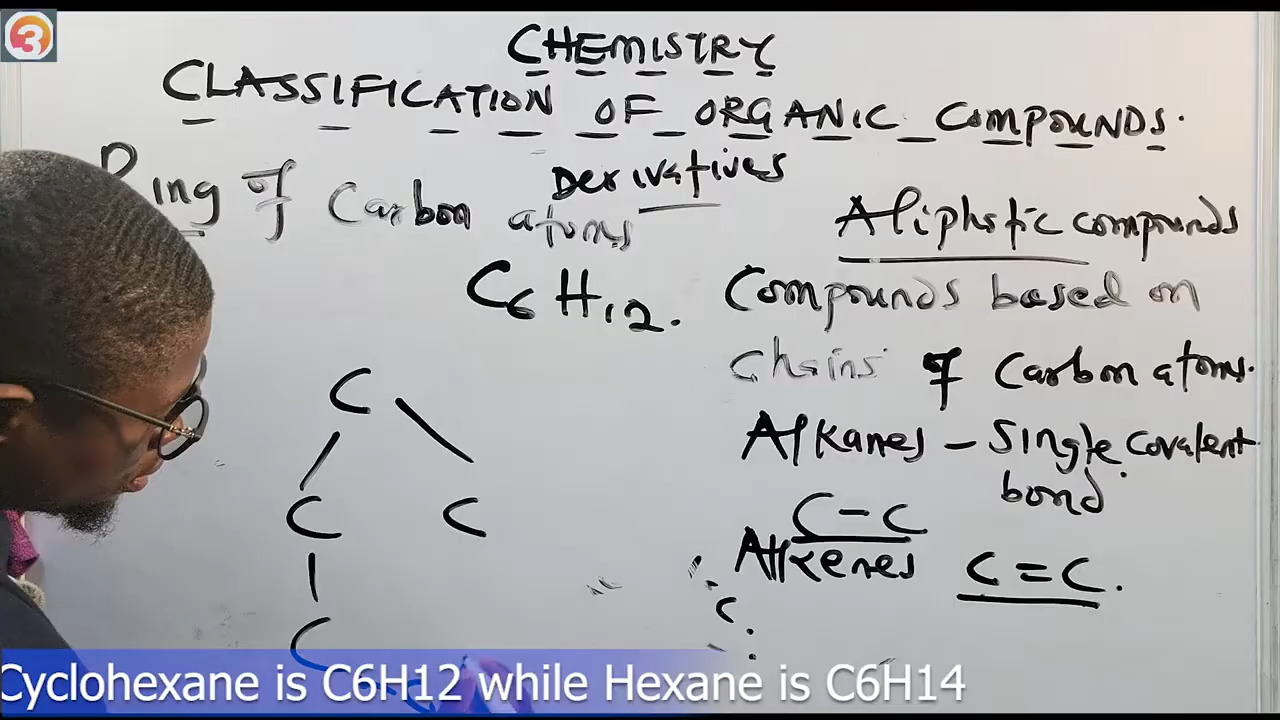 3
CHEMISTRY
CLASSIFICATION OF ORGANIC COMPOUNDS.
Ring of Carbon atoms
Derivatives
C6H12.
C
C C
C
Aliphatic compounds
Compounds based on
Chains of Carbon atoms.
Alkanes - Single covalent
bond
C-C
Alkenes C=C.
C
Cyclohexane is C6H12 while Hexane is C6H14